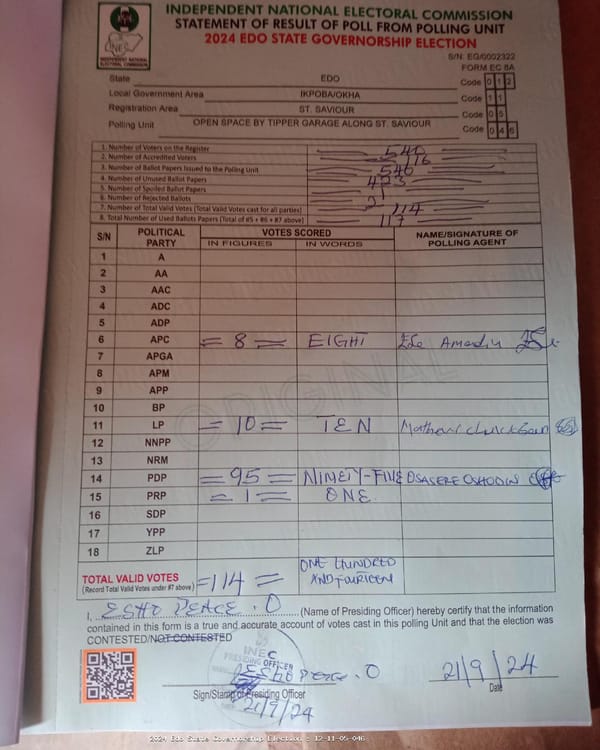 INDEPENDENT NATIONAL ELECTORAL COMMISSION
STATEMENT OF RESULT OF POLL FROM POLLING UNIT
2024 EDO STATE GOVERNORSHIP ELECTION
INEC
INDEPENDENT NATIONAL ELECTORAL COMMISSION
S/N: EG/0002322
FORM EC 8A
State EDO Code 0 1 2
Local Government Area IKPOBA/OKHA Code 1 1
Registration Area ST. SAVIOUR Code 0 5
Polling Unit OPEN SPACE BY TIPPER GARAGE ALONG ST. SAVIOUR Code 0 4 6
1. Number of Voters on the Register 540
2. Number of Accredited Voters 116
3. Number of Ballot Papers Issued to the Polling Unit 540
4. Number of Unused Ballot Papers 423
5. Number of Spoiled Ballot Papers
6. Number of Rejected Ballots 2
7. Number of Total Valid Votes (Total Valid Votes cast for all parties) 114
8. Total Number of Used Ballots Papers (Total of #5 + #6 + #7 above) 117
S/N POLITICAL PARTY VOTES SCORED NAME/SIGNATURE OF POLLING AGENT
IN FIGURES IN WORDS
1 A
2 AA
3 AAC
4 ADC
5 ADP
6 APC = 8 = EIGHT
7 APGA
8 APM
9 APP
10 BP
11 LP = 10 = TEN
12 NNPP
13 NRM
14 PDP = 95 = NINETY-FINE OSASERE OSHODIN
15 PRP = 1 = ONE
16 SDP
17 YPP
18 ZLP
TOTAL VALID VOTES =114= ONE HUNDRED AND FOURTEEN
(Record Total Valid Votes under #7 above)
ORIGINAL
I, ESHO PEACE . O (Name of Presiding Officer) hereby certify that the information
contained in this form is a true and accurate account of votes cast in this polling Unit and that the election was
CONTESTED/NOT CONTESTED
INEC
PRESIDING OFFICER
ESHO PEACE . O
21/9/24
Sign/Stamp of Presiding Officer
Date
21/9/24
2024 Edo State Governorship Election : 12-11-05-046